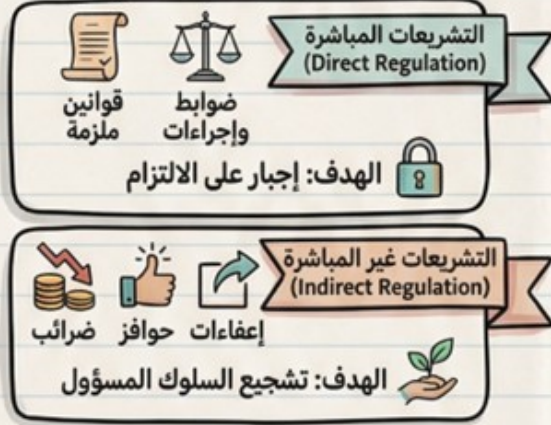 التشريعات المباشرة
(Direct Regulation)
ضوابط
وإجراءات
قوانين
ملزمة
الهدف: إجبار على الالتزام
التشريعات غير المباشرة
(Indirect Regulation)
إعفاءات
حوافز
ضرائب
الهدف: تشجيع السلوك المسؤول